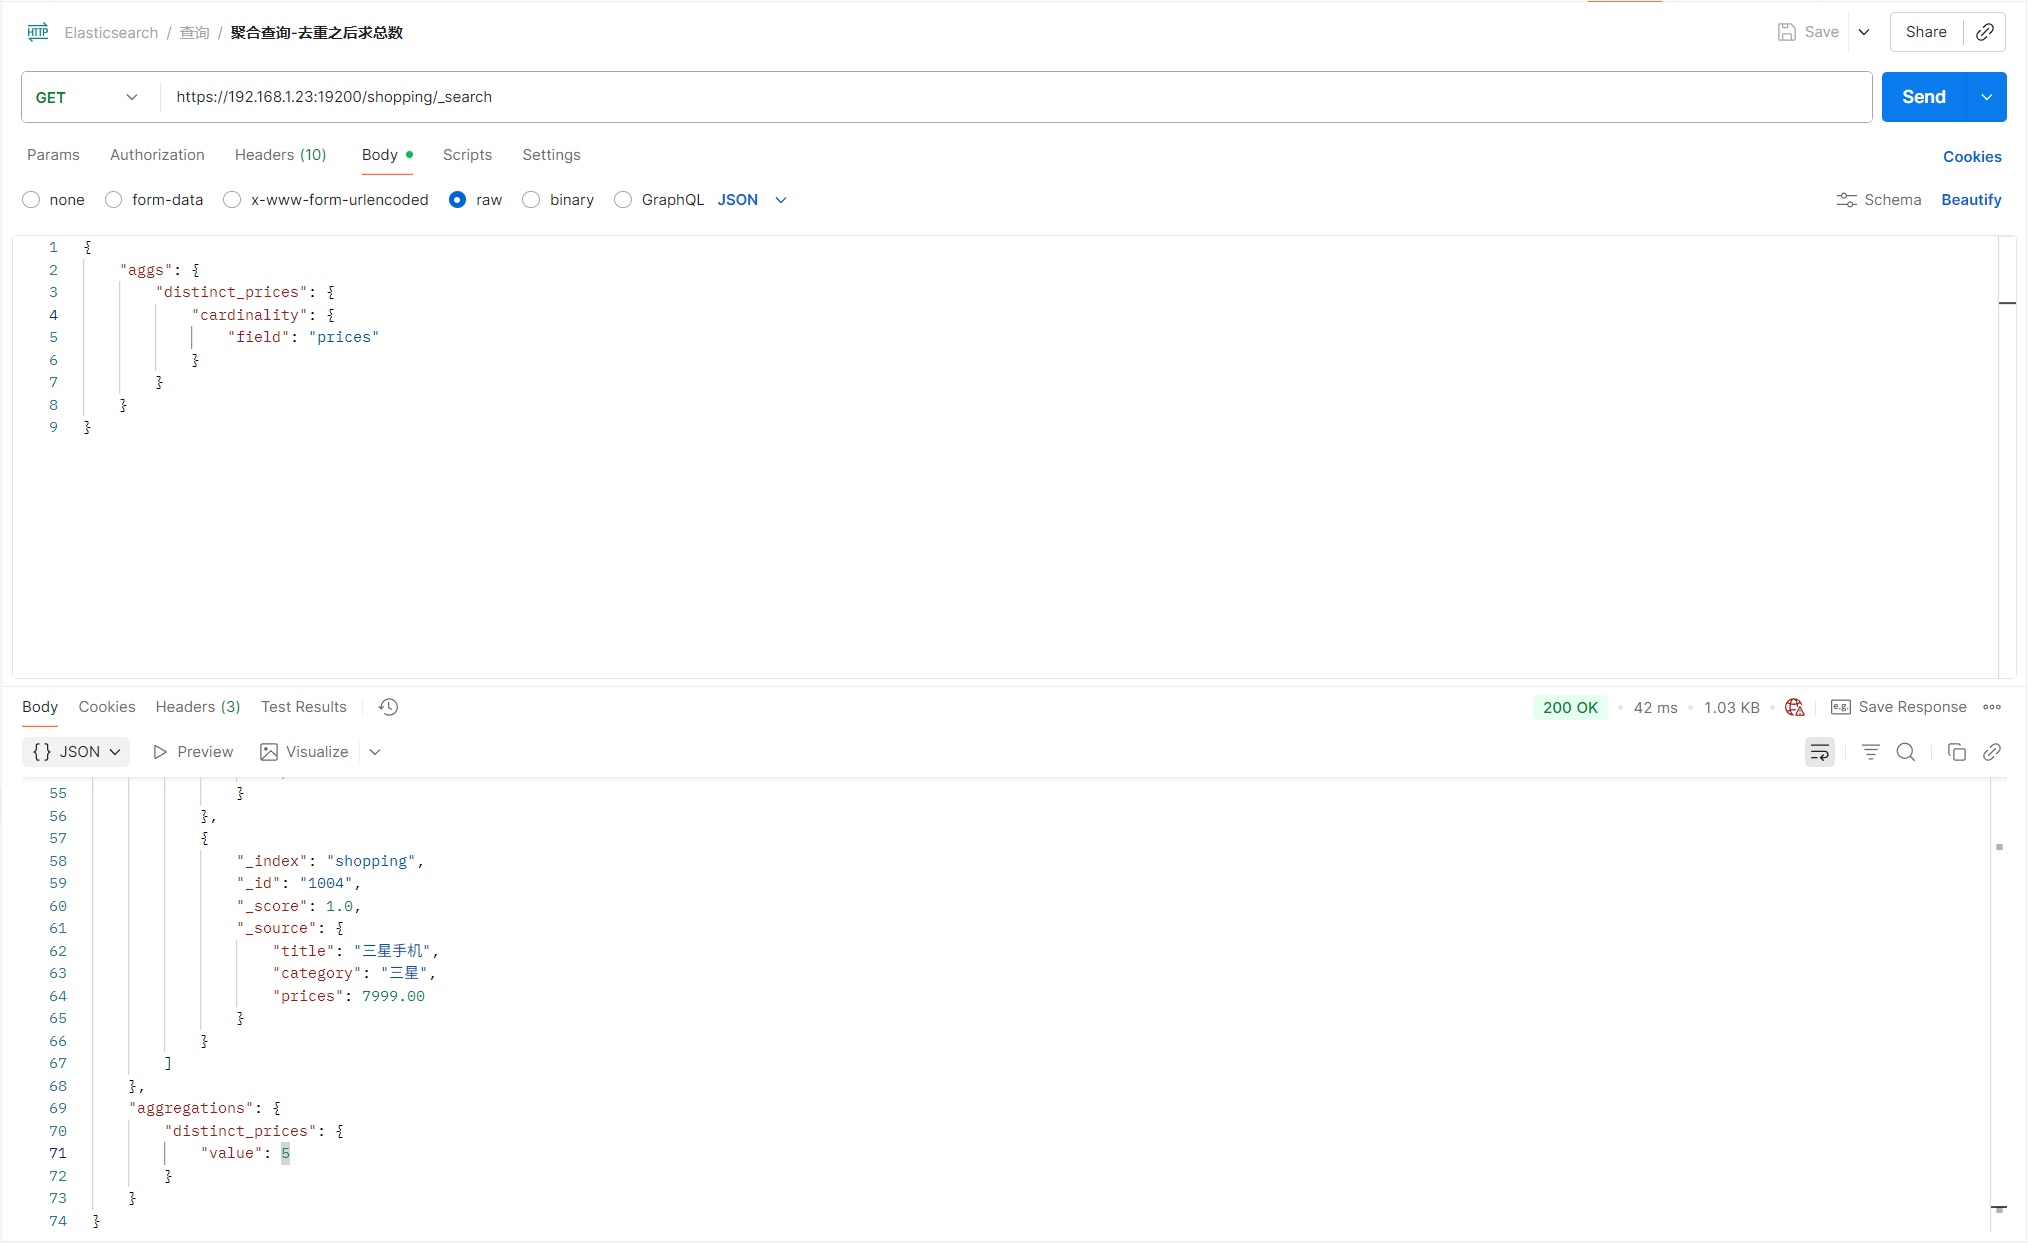 HTTP Elasticsearch / 查询 / 聚合查询-去重之后求总数 Save Share
GET https://192.168.1.23:19200/shopping/_search Send
Params Authorization Headers (10) Body Scripts Settings Cookies
none form-data x-www-form-urlencoded raw binary GraphQL JSON Schema Beautify
1 {
2 "aggs": {
3 "distinct_prices": {
4 "cardinality": {
5 "field": "prices"
6 }
7 }
8 }
9 }
Body Cookies Headers (3) Test Results 200 OK 42 ms 1.03 KB e.g. Save Response
{} JSON Preview Visualize
55 }
56 },
57 {
58 "_index": "shopping",
59 "_id": "1004",
60 "_score": 1.0,
61 "_source": {
62 "title": "三星手机",
63 "category": "三星",
64 "prices": 7999.00
65 }
66 }
67 ]
68 },
69 "aggregations": {
70 "distinct_prices": {
71 "value": 5
72 }
73 }
74 }